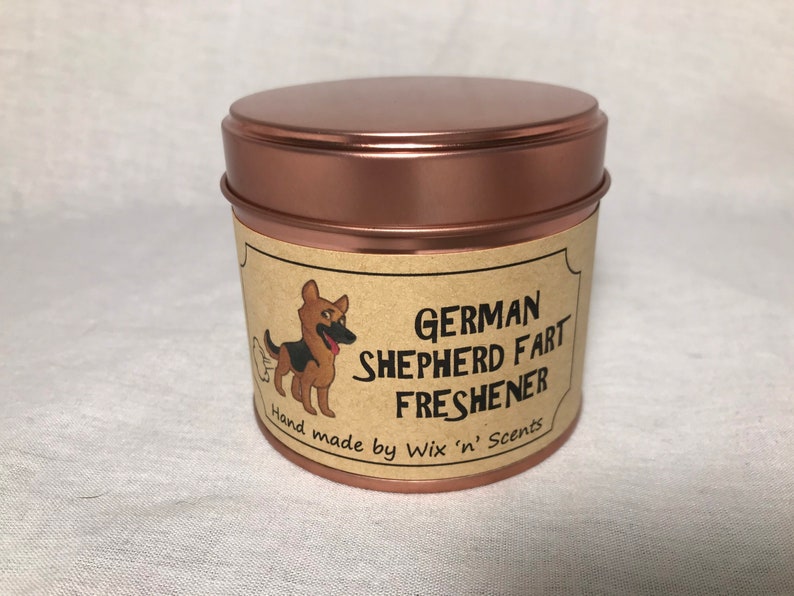 GERMAN
SHEPHERD FART
FRESHENER
Hand made by Wix 'n' Scents